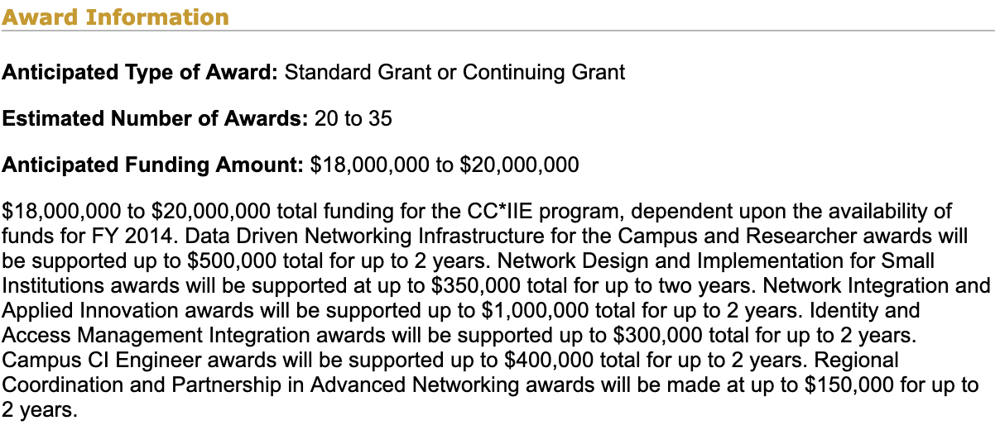 Award Information
Anticipated Type of Award: Standard Grant or Continuing Grant
Estimated Number of Awards: 20 to 35
Anticipated Funding Amount: $18,000,000 to $20,000,000
$18,000,000 to $20,000,000 total funding for the CC*IIE program, dependent upon the availability of
funds for FY 2014. Data Driven Networking Infrastructure for the Campus and Researcher awards will
be supported up to $500,000 total for up to 2 years. Network Design and Implementation for Small
Institutions awards will be supported at up to $350,000 total for up to two years. Network Integration and
Applied Innovation awards will be supported up to $1,000,000 total for up to 2 years. Identity and
Access Management Integration awards will be supported up to $300,000 total for up to 2 years.
Campus CI Engineer awards will be supported up to $400,000 total for up to 2 years. Regional
Coordination and Partnership in Advanced Networking awards will be made at up to $150,000 for up to
2 years.